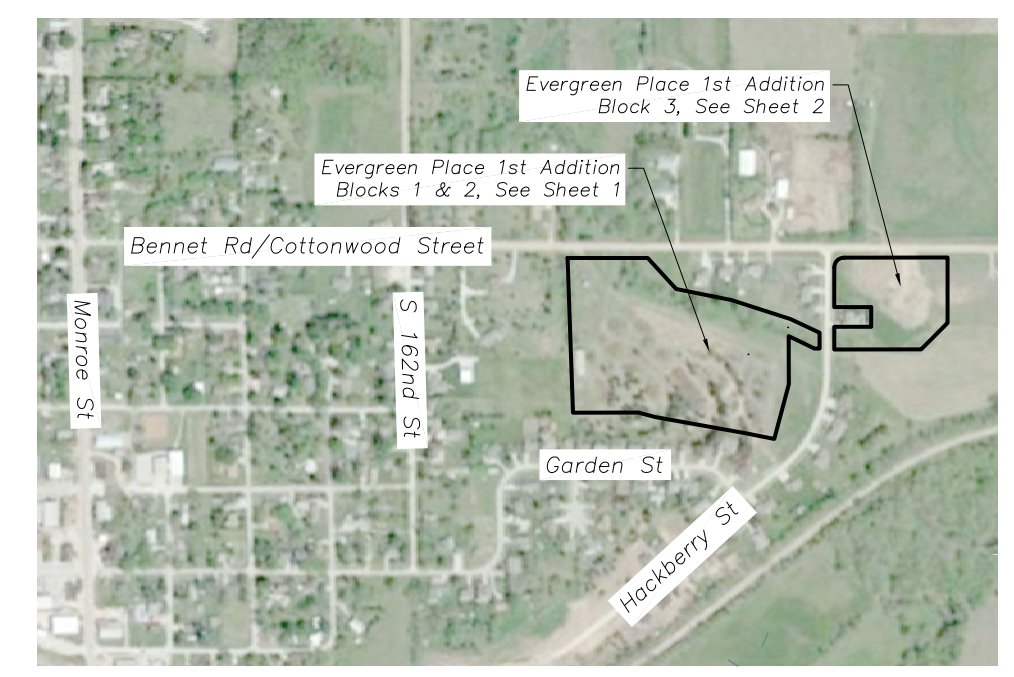 Evergreen Place 1st Addition
Block 3, See Sheet 2
Evergreen Place 1st Addition
Blocks 1 & 2, See Sheet 1
Bennet Rd/Cottonwood Street
Monroe St
S 162nd St
Garden St
Hackberry St